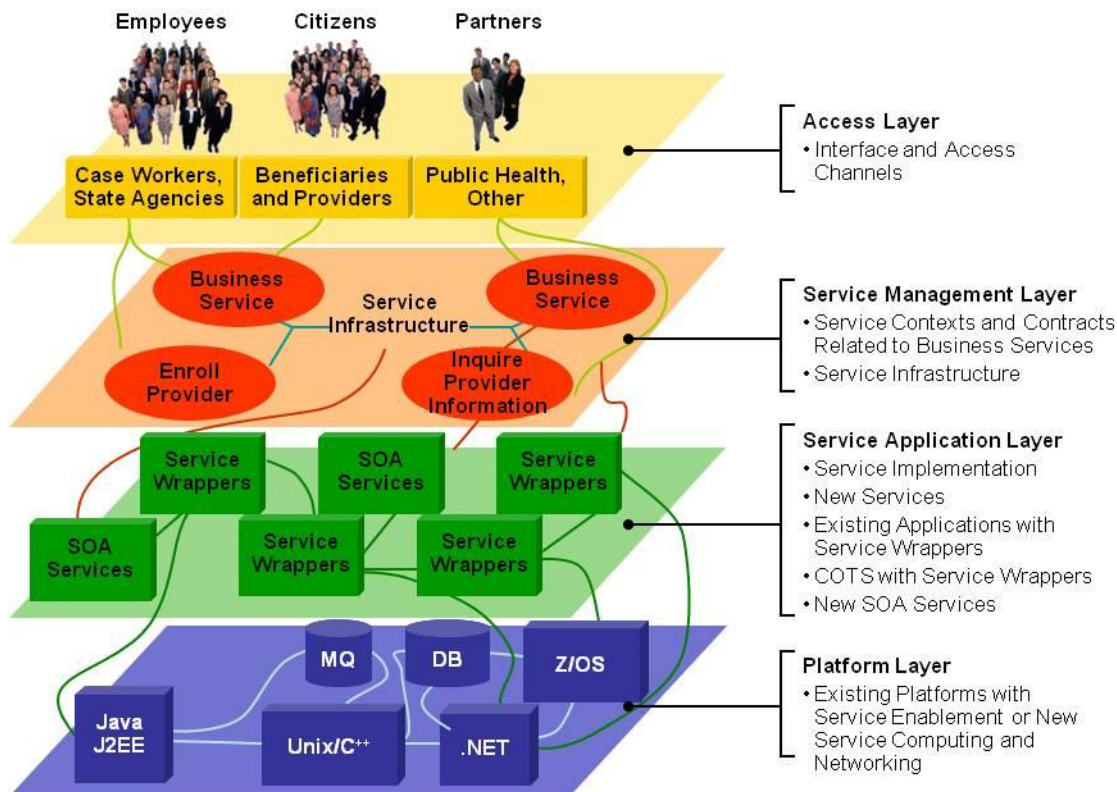 Employees
Citizens
Partners
Case Workers,
State Agencies
Beneficiaries
and Providers
Public Health,
Other
Access Layer
• Interface and Access
Channels
Business
Service
Service
Infrastructure
Business
Service
Enroll
Provider
Inquire
Provider
Information
Service Management Layer
• Service Contexts and Contracts
Related to Business Services
• Service Infrastructure
Service
Wrappers
SOA
Services
Service
Wrappers
SOA
Services
Service
Wrappers
Service
Wrappers
Service Application Layer
• Service Implementation
• New Services
• Existing Applications with
Service Wrappers
• COTS with Service Wrappers
• New SOA Services
MQ
DB
Z/OS
Java
J2EE
Unix/C++
.NET
Platform Layer
• Existing Platforms with
Service Enablement or New
Service Computing and
Networking